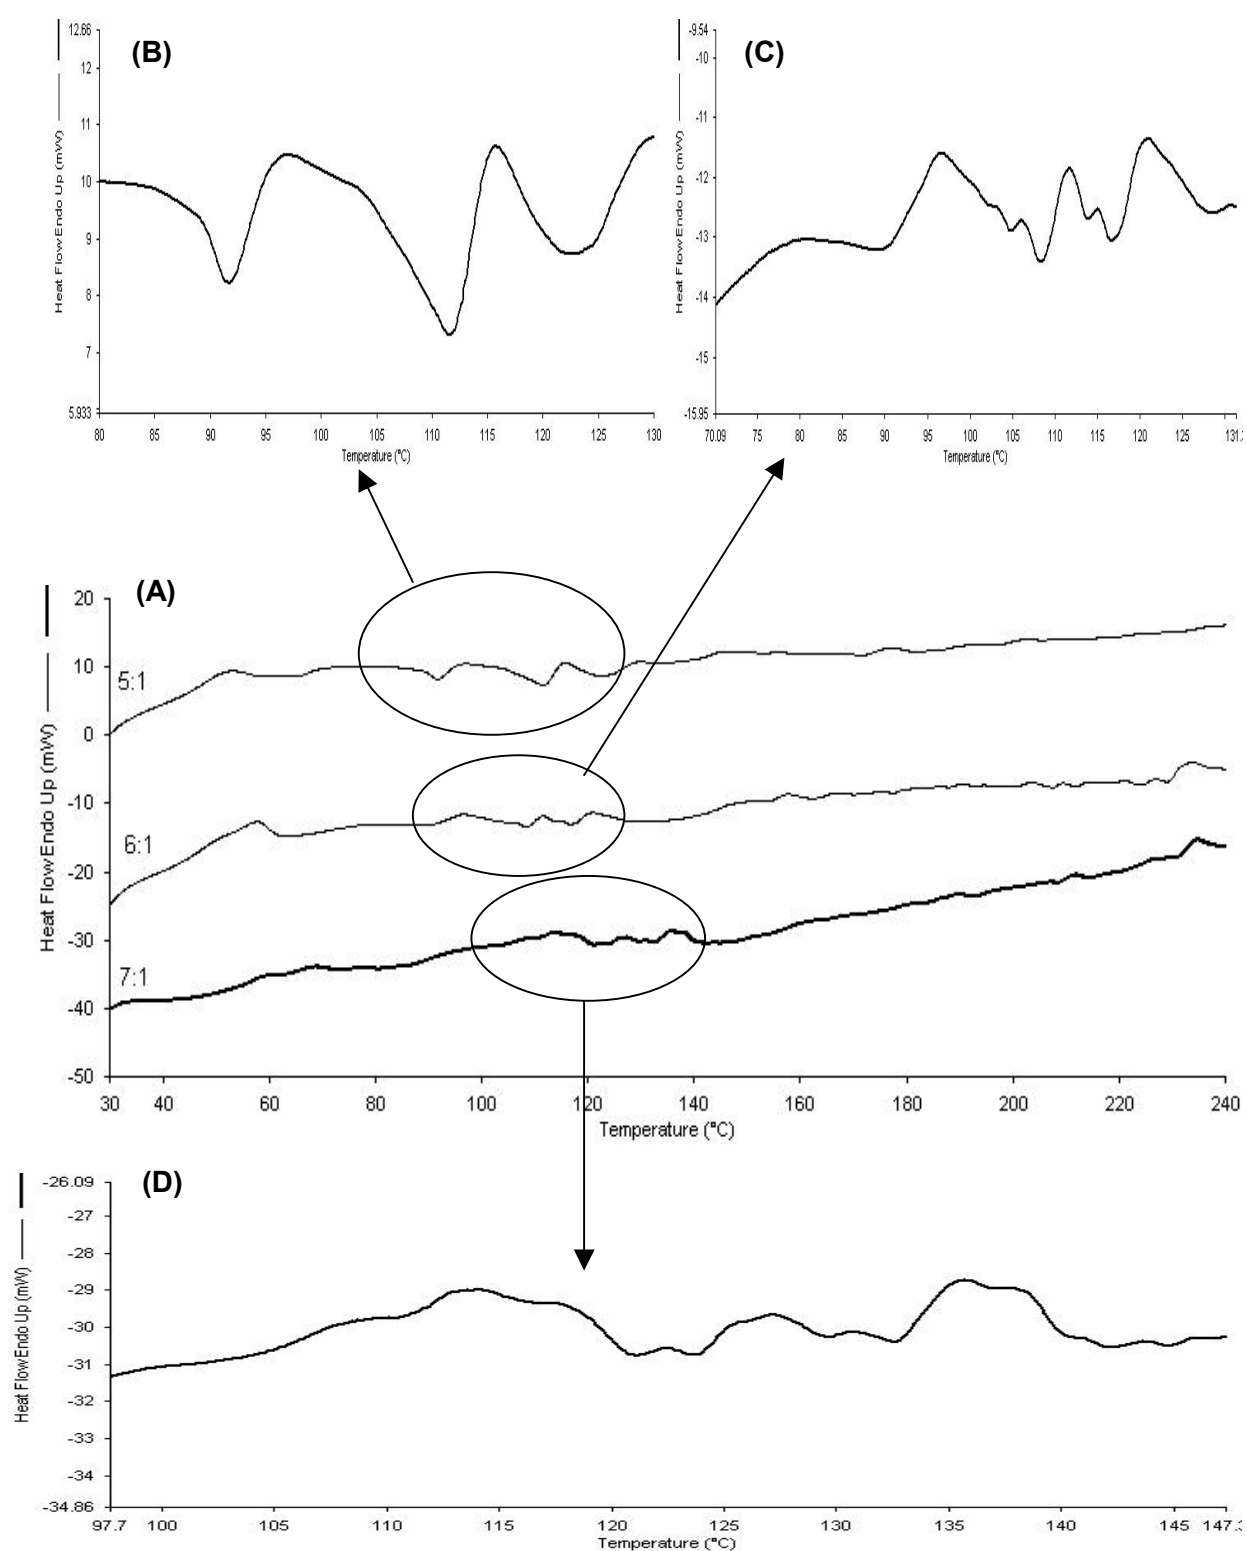 (B)
12.66
12
11
10
9
8
7
5.933
Heat Flow Endo Up (mW)
80 85 90 95 100 105 110 115 120 125 130
Temperature (°C)
(C)
-9.54
-10
-11
-12
-13
-14
-15
-15.95
Heat Flow Endo Up (mW)
70.09 75 80 85 90 95 100 105 110 115 120 125 131.
Temperature (°C)
(A)
20
10
0
-10
-20
-30
-40
-50
Heat Flow Endo Up (mW)
5:1
6:1
7:1
30 40 60 80 100 120 140 160 180 200 220 240
Temperature (°C)
(D)
-26.09
-27
-28
-29
-30
-31
-32
-33
-34
-34.86
Heat Flow Endo Up (mW)
97.7 100 105 110 115 120 125 130 135 140 145 147.3
Temperature (°C)